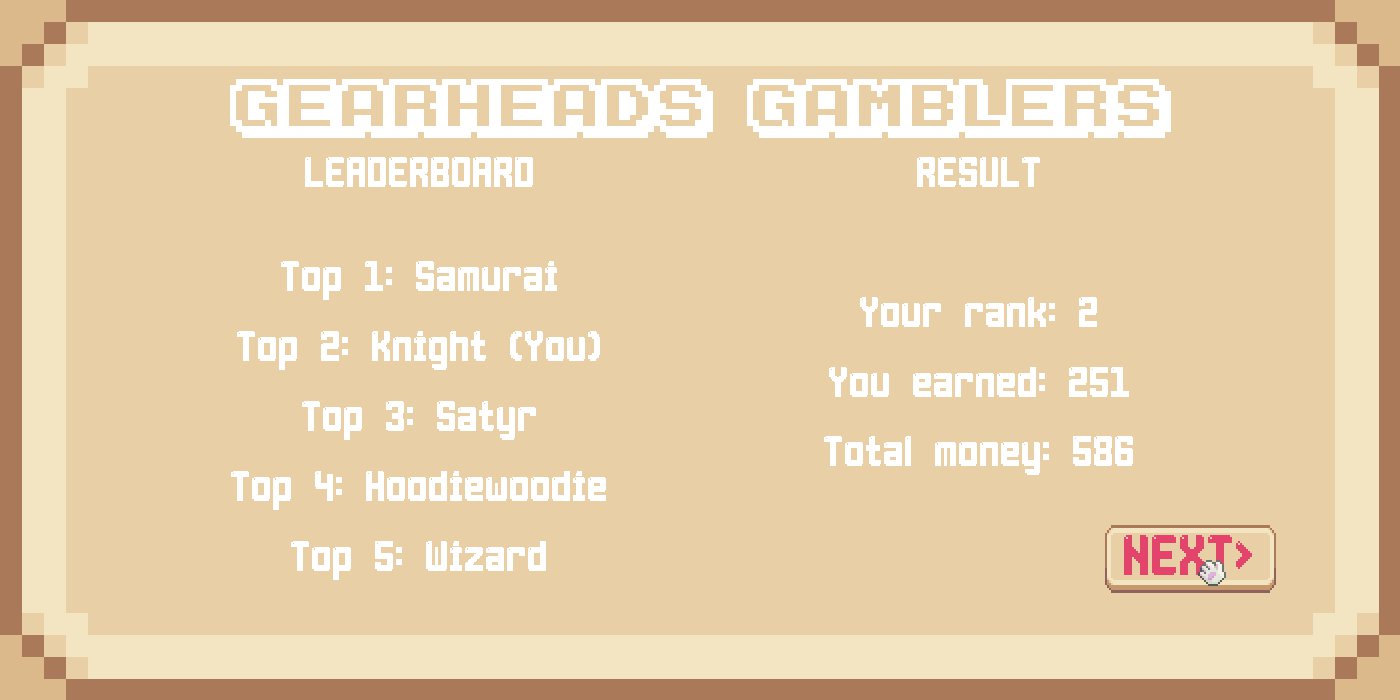 GEARHEADS GAMBLERS
LEADERBOARD
Top 1: Samurai
Top 2: Knight (You)
Top 3: Satyr
Top 4: Hoodiewoodie
Top 5: Wizard
RESULT
Your rank: 2
You earned: 251
Total money: 586
NEXT>